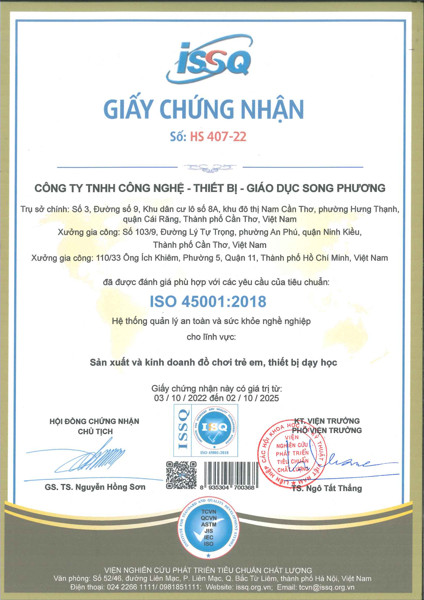 ISSQ
GIẤY CHỨNG NHẬN
Số: HS 407-22
CÔNG TY TNHH CÔNG NGHỆ - THIẾT BỊ - GIÁO DỤC SONG PHƯƠNG
Trụ sở chính: Số 3, Đường số 9, Khu dân cư lô số 8A, khu đô thị Nam Cần Thơ, phường Hưng Thạnh,
quận Cái Răng, Thành phố Cần Thơ, Việt Nam
Xưởng gia công: Số 103/9, Đường Lý Tự Trọng, phường An Phú, quận Ninh Kiều,
Thành phố Cần Thơ, Việt Nam
Xưởng gia công: 110/33 Ông Ích Khiêm, Phường 5, Quận 11, Thành phố Hồ Chí Minh, Việt Nam
đã được đánh giá phù hợp với các yêu cầu của tiêu chuẩn:
ISO 45001:2018
Hệ thống quản lý an toàn và sức khỏe nghề nghiệp
cho lĩnh vực:
Sản xuất và kinh doanh đồ chơi trẻ em, thiết bị dạy học
Giấy chứng nhận này có giá trị từ:
03 / 10 / 2022 đến 02 / 10 / 2025
HỘI ĐỒNG CHỨNG NHẬN
CHỦ TỊCH
KT. VIỆN TRƯỞNG
PHÓ VIỆN TRƯỞNG
ISSQ
ISQ
ISO 45001:2018
VIỆN
NGHIÊN CỨU
PHÁT TRIỂN
TIÊU CHUẨN
CHẤT LƯỢNG
8 935304 700368
GS. TS. Nguyễn Hồng Sơn
TS. Ngô Tất Thắng
TCVN
QCVN
ASTM
JIS
IEC
ISO
VIỆN NGHIÊN CỨU PHÁT TRIỂN TIÊU CHUẨN CHẤT LƯỢNG
Văn phòng: Số 52/46, đường Liên Mạc, P. Liên Mạc, Q. Bắc Từ Liêm, thành phố Hà Nội, Việt Nam
Điện thoại: 024 2266 1111/ 0981851111; Website: issq.org.vn; Email: tcvn@issq.org.vn